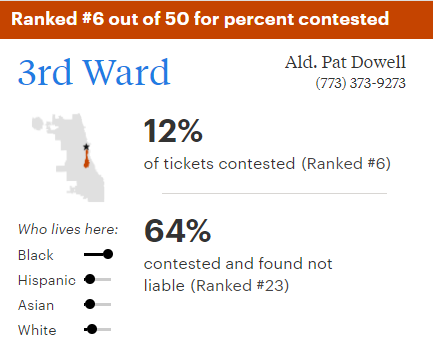 Ranked #6 out of 50 for percent contested
3rd Ward
Ald. Pat Dowell
(773) 373-9273
12%
of tickets contested (Ranked #6)
Who lives here:
Black
Hispanic
Asian
White
64%
contested and found not
liable (Ranked #23)